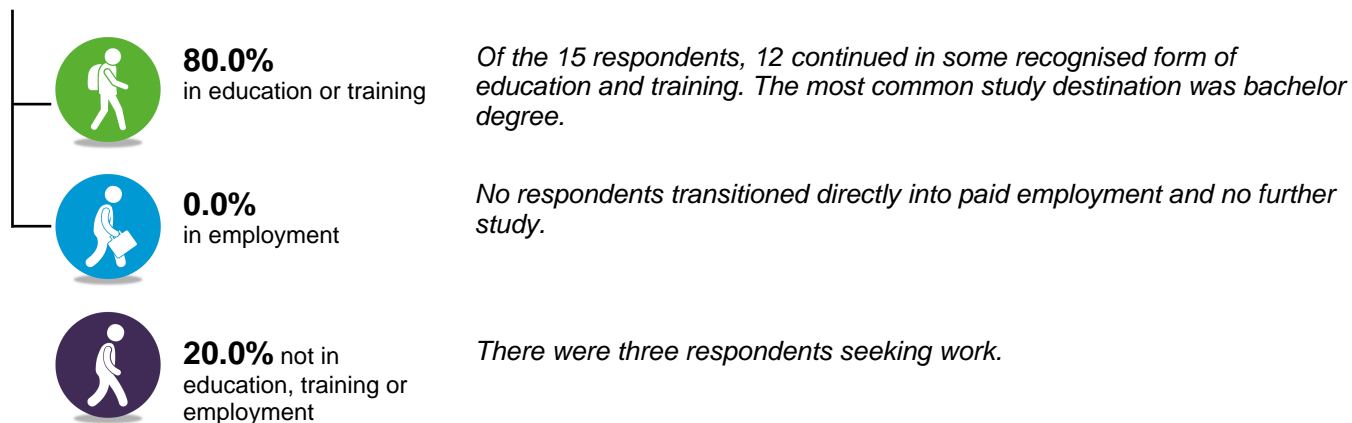 80.0%
in education or training
Of the 15 respondents, 12 continued in some recognised form of
education and training. The most common study destination was bachelor
degree.
0.0%
in employment
No respondents transitioned directly into paid employment and no further
study.
20.0% not in
education, training or
employment
There were three respondents seeking work.